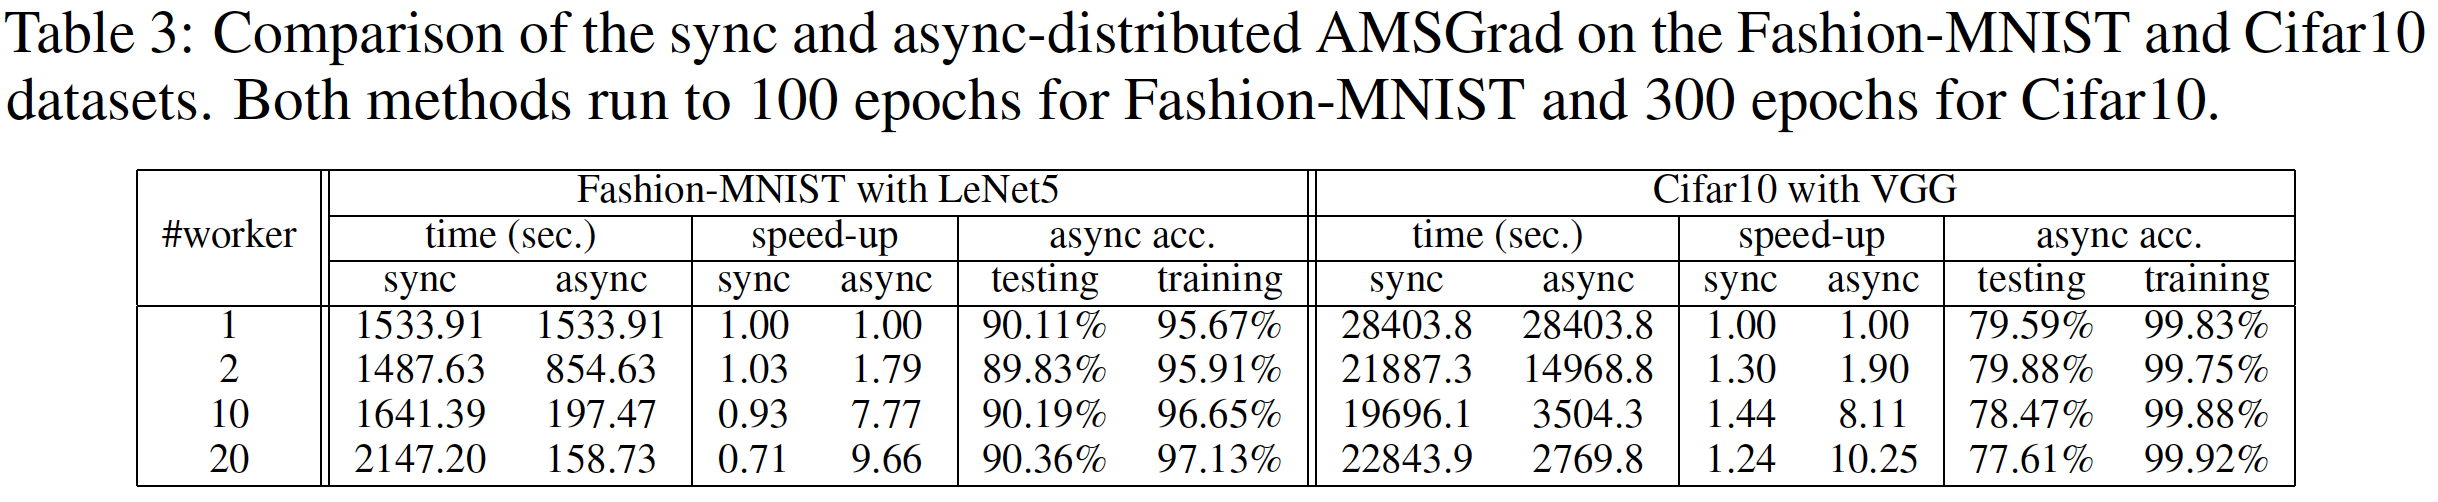 Table 3: Comparison of the sync and async-distributed AMSGrad on the Fashion-MNIST and Cifar10
datasets. Both methods run to 100 epochs for Fashion-MNIST and 300 epochs for Cifar10.
#worker Fashion-MNIST with LeNet5 Cifar10 with VGG
time (sec.) speed-up async acc. time (sec.) speed-up async acc.
sync async sync async testing training sync async sync async testing training
1 1533.91 1533.91 1.00 1.00 90.11% 95.67% 28403.8 28403.8 1.00 1.00 79.59% 99.83%
2 1487.63 854.63 1.03 1.79 89.83% 95.91% 21887.3 14968.8 1.30 1.90 79.88% 99.75%
10 1641.39 197.47 0.93 7.77 90.19% 96.65% 19696.1 3504.3 1.44 8.11 78.47% 99.88%
20 2147.20 158.73 0.71 9.66 90.36% 97.13% 22843.9 2769.8 1.24 10.25 77.61% 99.92%